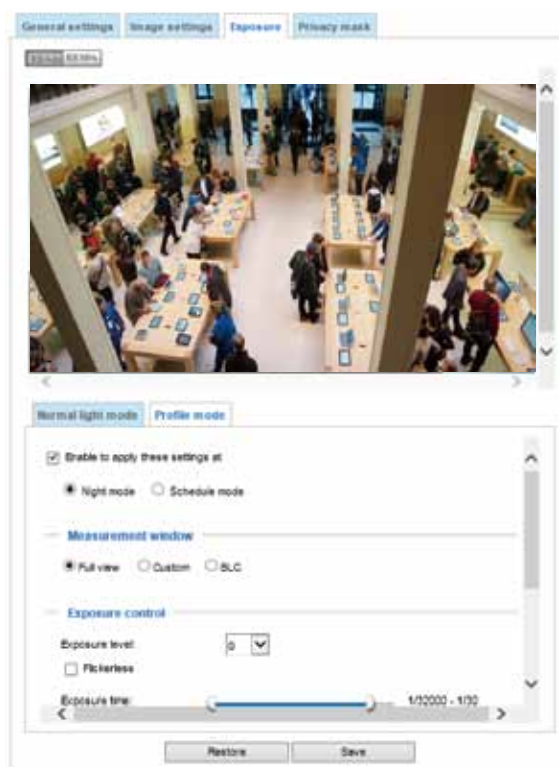 General settings Image settings Exposure Privacy mask
Normal light mode Profile mode
Enable to apply these settings at
Night mode Schedule mode
Measurement window
Full view Custom BLC
Exposure control
Exposure level: 0
Flickerless
Exposure time: 1/32000 - 1/30
Restore Save